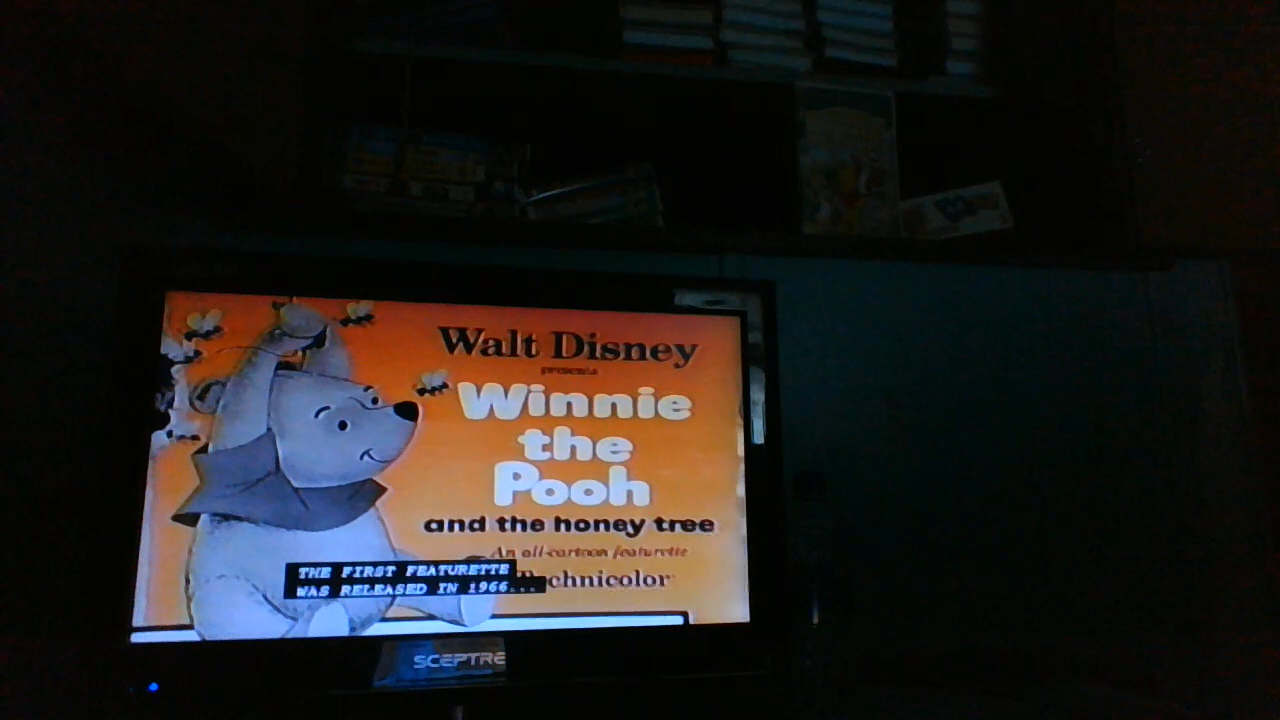 Walt Disney
presents
Winnie
the
Pooh
and the honey tree
An all-cartoon featurette
THE FIRST FEATURETTE
WAS RELEASED IN 1966...
chnicolor
SCEPTRE